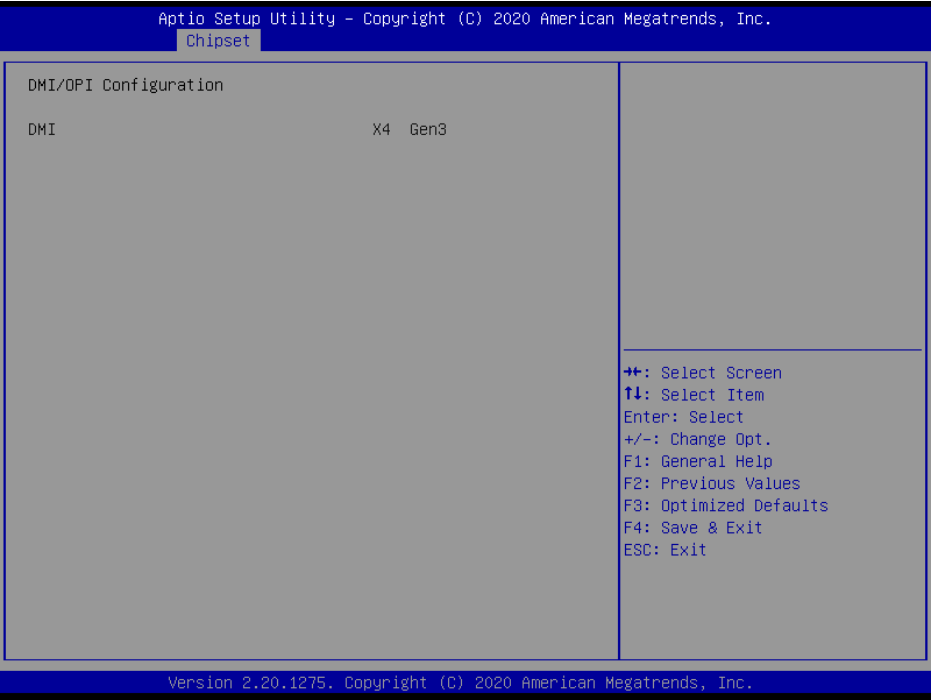 Aptio Setup Utility – Copyright (C) 2020 American Megatrends, Inc.
Chipset
DMI/OPI Configuration
DMI X4 Gen3
→←: Select Screen
↑↓: Select Item
Enter: Select
+/-: Change Opt.
F1: General Help
F2: Previous Values
F3: Optimized Defaults
F4: Save & Exit
ESC: Exit
Version 2.20.1275. Copyright (C) 2020 American Megatrends, Inc.